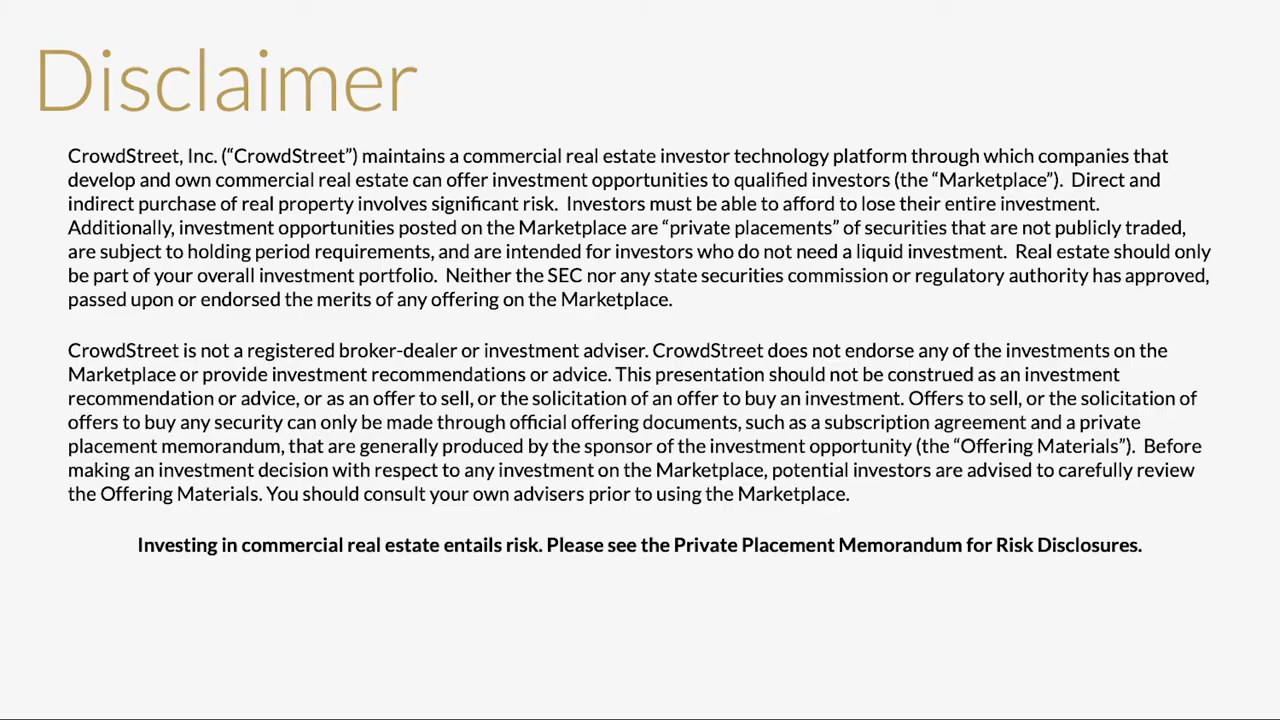 Disclaimer
CrowdStreet, Inc. (“CrowdStreet”) maintains a commercial real estate investor technology platform through which companies that
develop and own commercial real estate can offer investment opportunities to qualified investors (the “Marketplace”).  Direct and
indirect purchase of real property involves significant risk.  Investors must be able to afford to lose their entire investment.
Additionally, investment opportunities posted on the Marketplace are “private placements” of securities that are not publicly traded,
are subject to holding period requirements, and are intended for investors who do not need a liquid investment.  Real estate should only
be part of your overall investment portfolio.  Neither the SEC nor any state securities commission or regulatory authority has approved,
passed upon or endorsed the merits of any offering on the Marketplace.
CrowdStreet is not a registered broker-dealer or investment adviser. CrowdStreet does not endorse any of the investments on the
Marketplace or provide investment recommendations or advice. This presentation should not be construed as an investment
recommendation or advice, or as an offer to sell, or the solicitation of an offer to buy an investment. Offers to sell, or the solicitation of
offers to buy any security can only be made through official offering documents, such as a subscription agreement and a private
placement memorandum, that are generally produced by the sponsor of the investment opportunity (the “Offering Materials”).  Before
making an investment decision with respect to any investment on the Marketplace, potential investors are advised to carefully review
the Offering Materials. You should consult your own advisers prior to using the Marketplace.
Investing in commercial real estate entails risk. Please see the Private Placement Memorandum for Risk Disclosures.